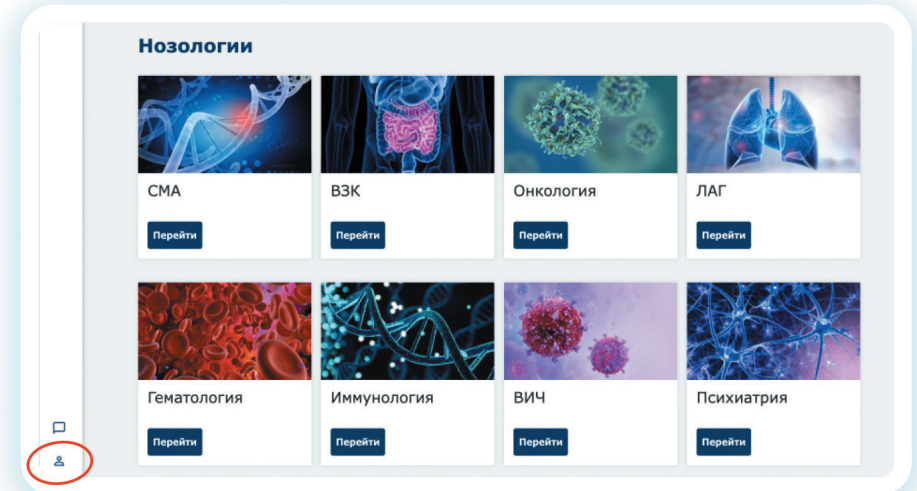 Нозологии
СМА
ВЗК
Онкология
ЛАГ
Перейти
Перейти
Перейти
Перейти
Гематология
Иммунология
ВИЧ
Психиатрия
Перейти
Перейти
Перейти
Перейти